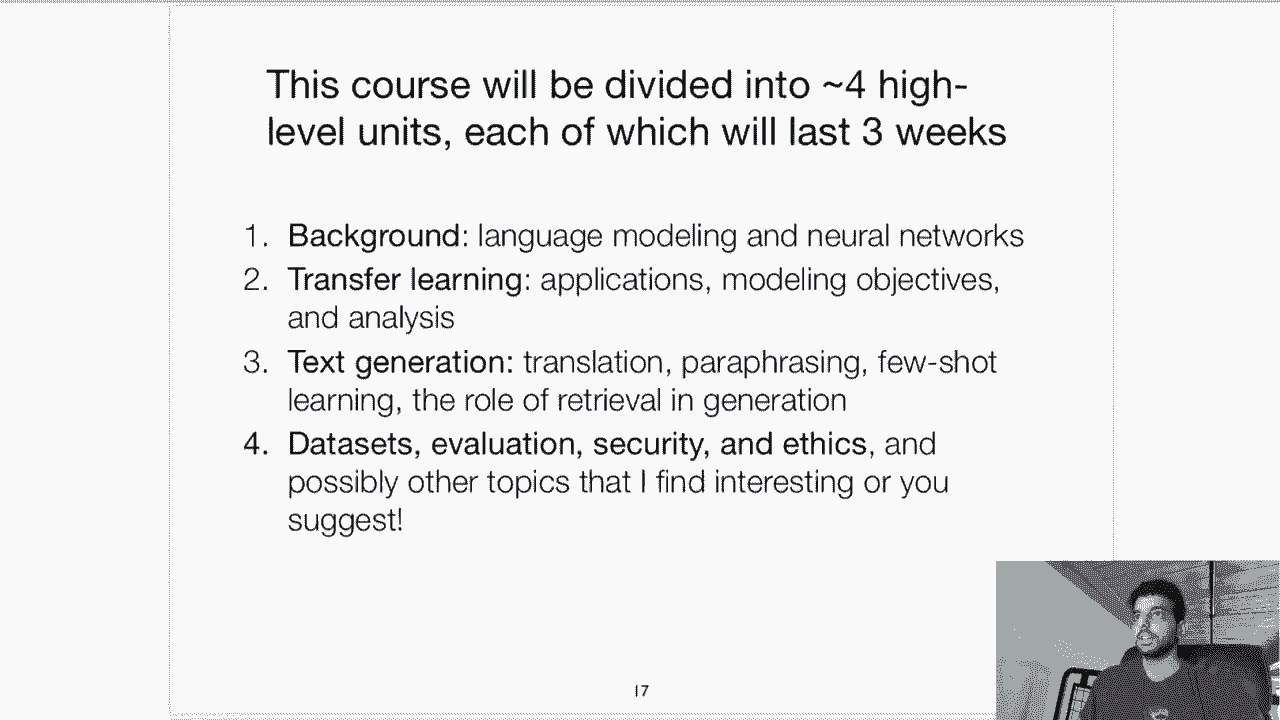 This course will be divided into ~4 high-
level units, each of which will last 3 weeks
1. Background: language modeling and neural networks
2. Transfer learning: applications, modeling objectives,
and analysis
3. Text generation: translation, paraphrasing, few-shot
learning, the role of retrieval in generation
4. Datasets, evaluation, security, and ethics, and
possibly other topics that I find interesting or you
suggest!
17